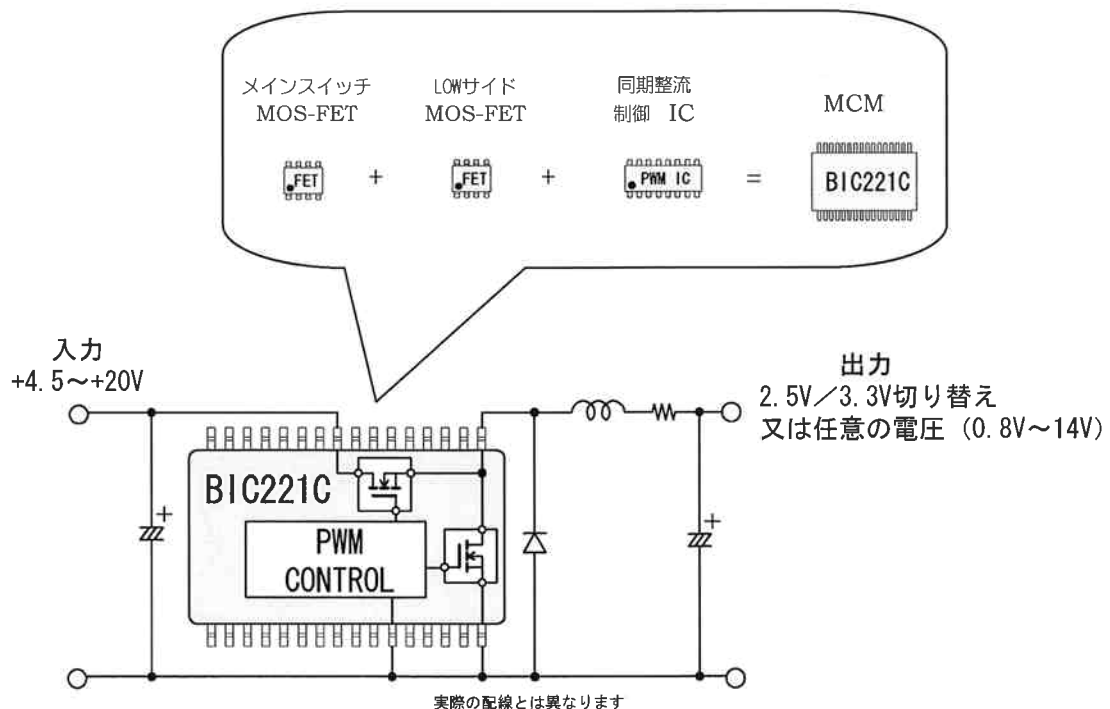 メインスイッチ
MOS-FET
LOWサイド
MOS-FET
同期整流
制御 IC
MCM
FET
+
FET
+
PWM IC
=
BIC221C
入力
+4.5～+20V
出力
2.5V／3.3V切り替え
又は任意の電圧（0.8V～14V）
BIC221C
PWM
CONTROL
+
+
実際の配線とは異なります